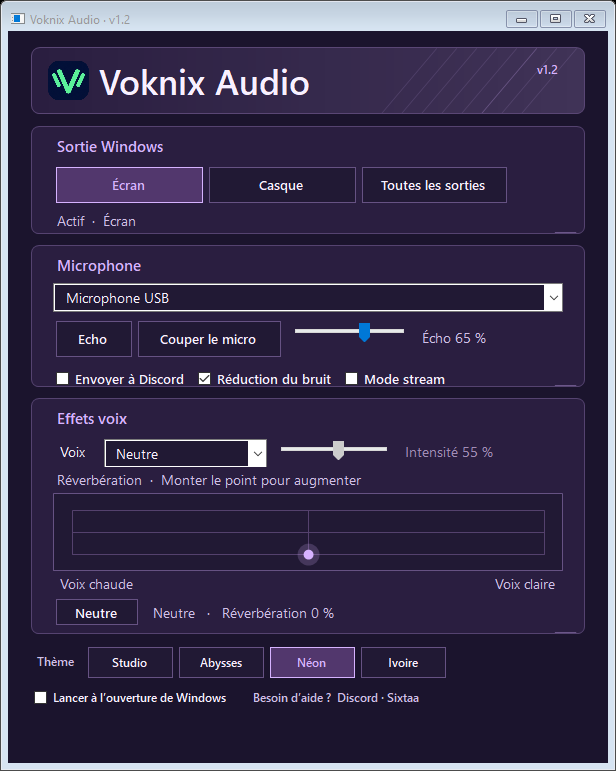 Voknix Audio · v1.2
Voknix Audio
v1.2
Sortie Windows
Écran Casque Toutes les sorties
Actif · Écran
Microphone
Microphone USB
Echo Couper le micro Écho 65 %
Envoyer à Discord Réduction du bruit Mode stream
Effets voix
Voix Neutre Intensité 55 %
Réverbération · Monter le point pour augmenter
Voix chaude Voix claire
Neutre Neutre · Réverbération 0 %
Thème Studio Abysses Néon Ivoire
Lancer à l'ouverture de Windows Besoin d'aide ? Discord · Sixtaa